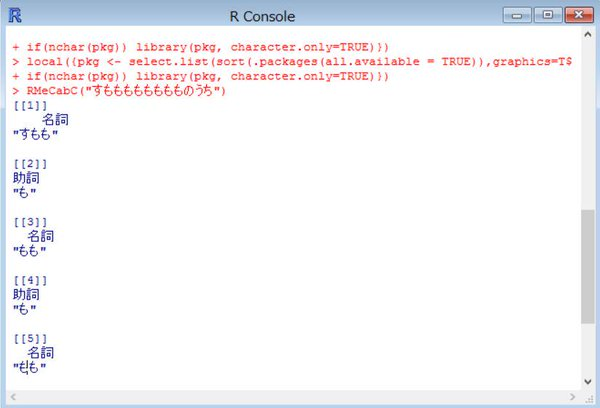 R Console
+ if(nchar(pkg)) library(pkg, character.only=TRUE)})
> local({pkg <- select.list(sort(.packages(all.available = TRUE)),graphics=T$
+ if(nchar(pkg)) library(pkg, character.only=TRUE)})
> RMeCabC("すもももももももものうち")
[[1]]
名詞
"すもも"
[[2]]
助詞
"も"
[[3]]
名詞
"もも"
[[4]]
助詞
"も"
[[5]]
名詞
"もも"